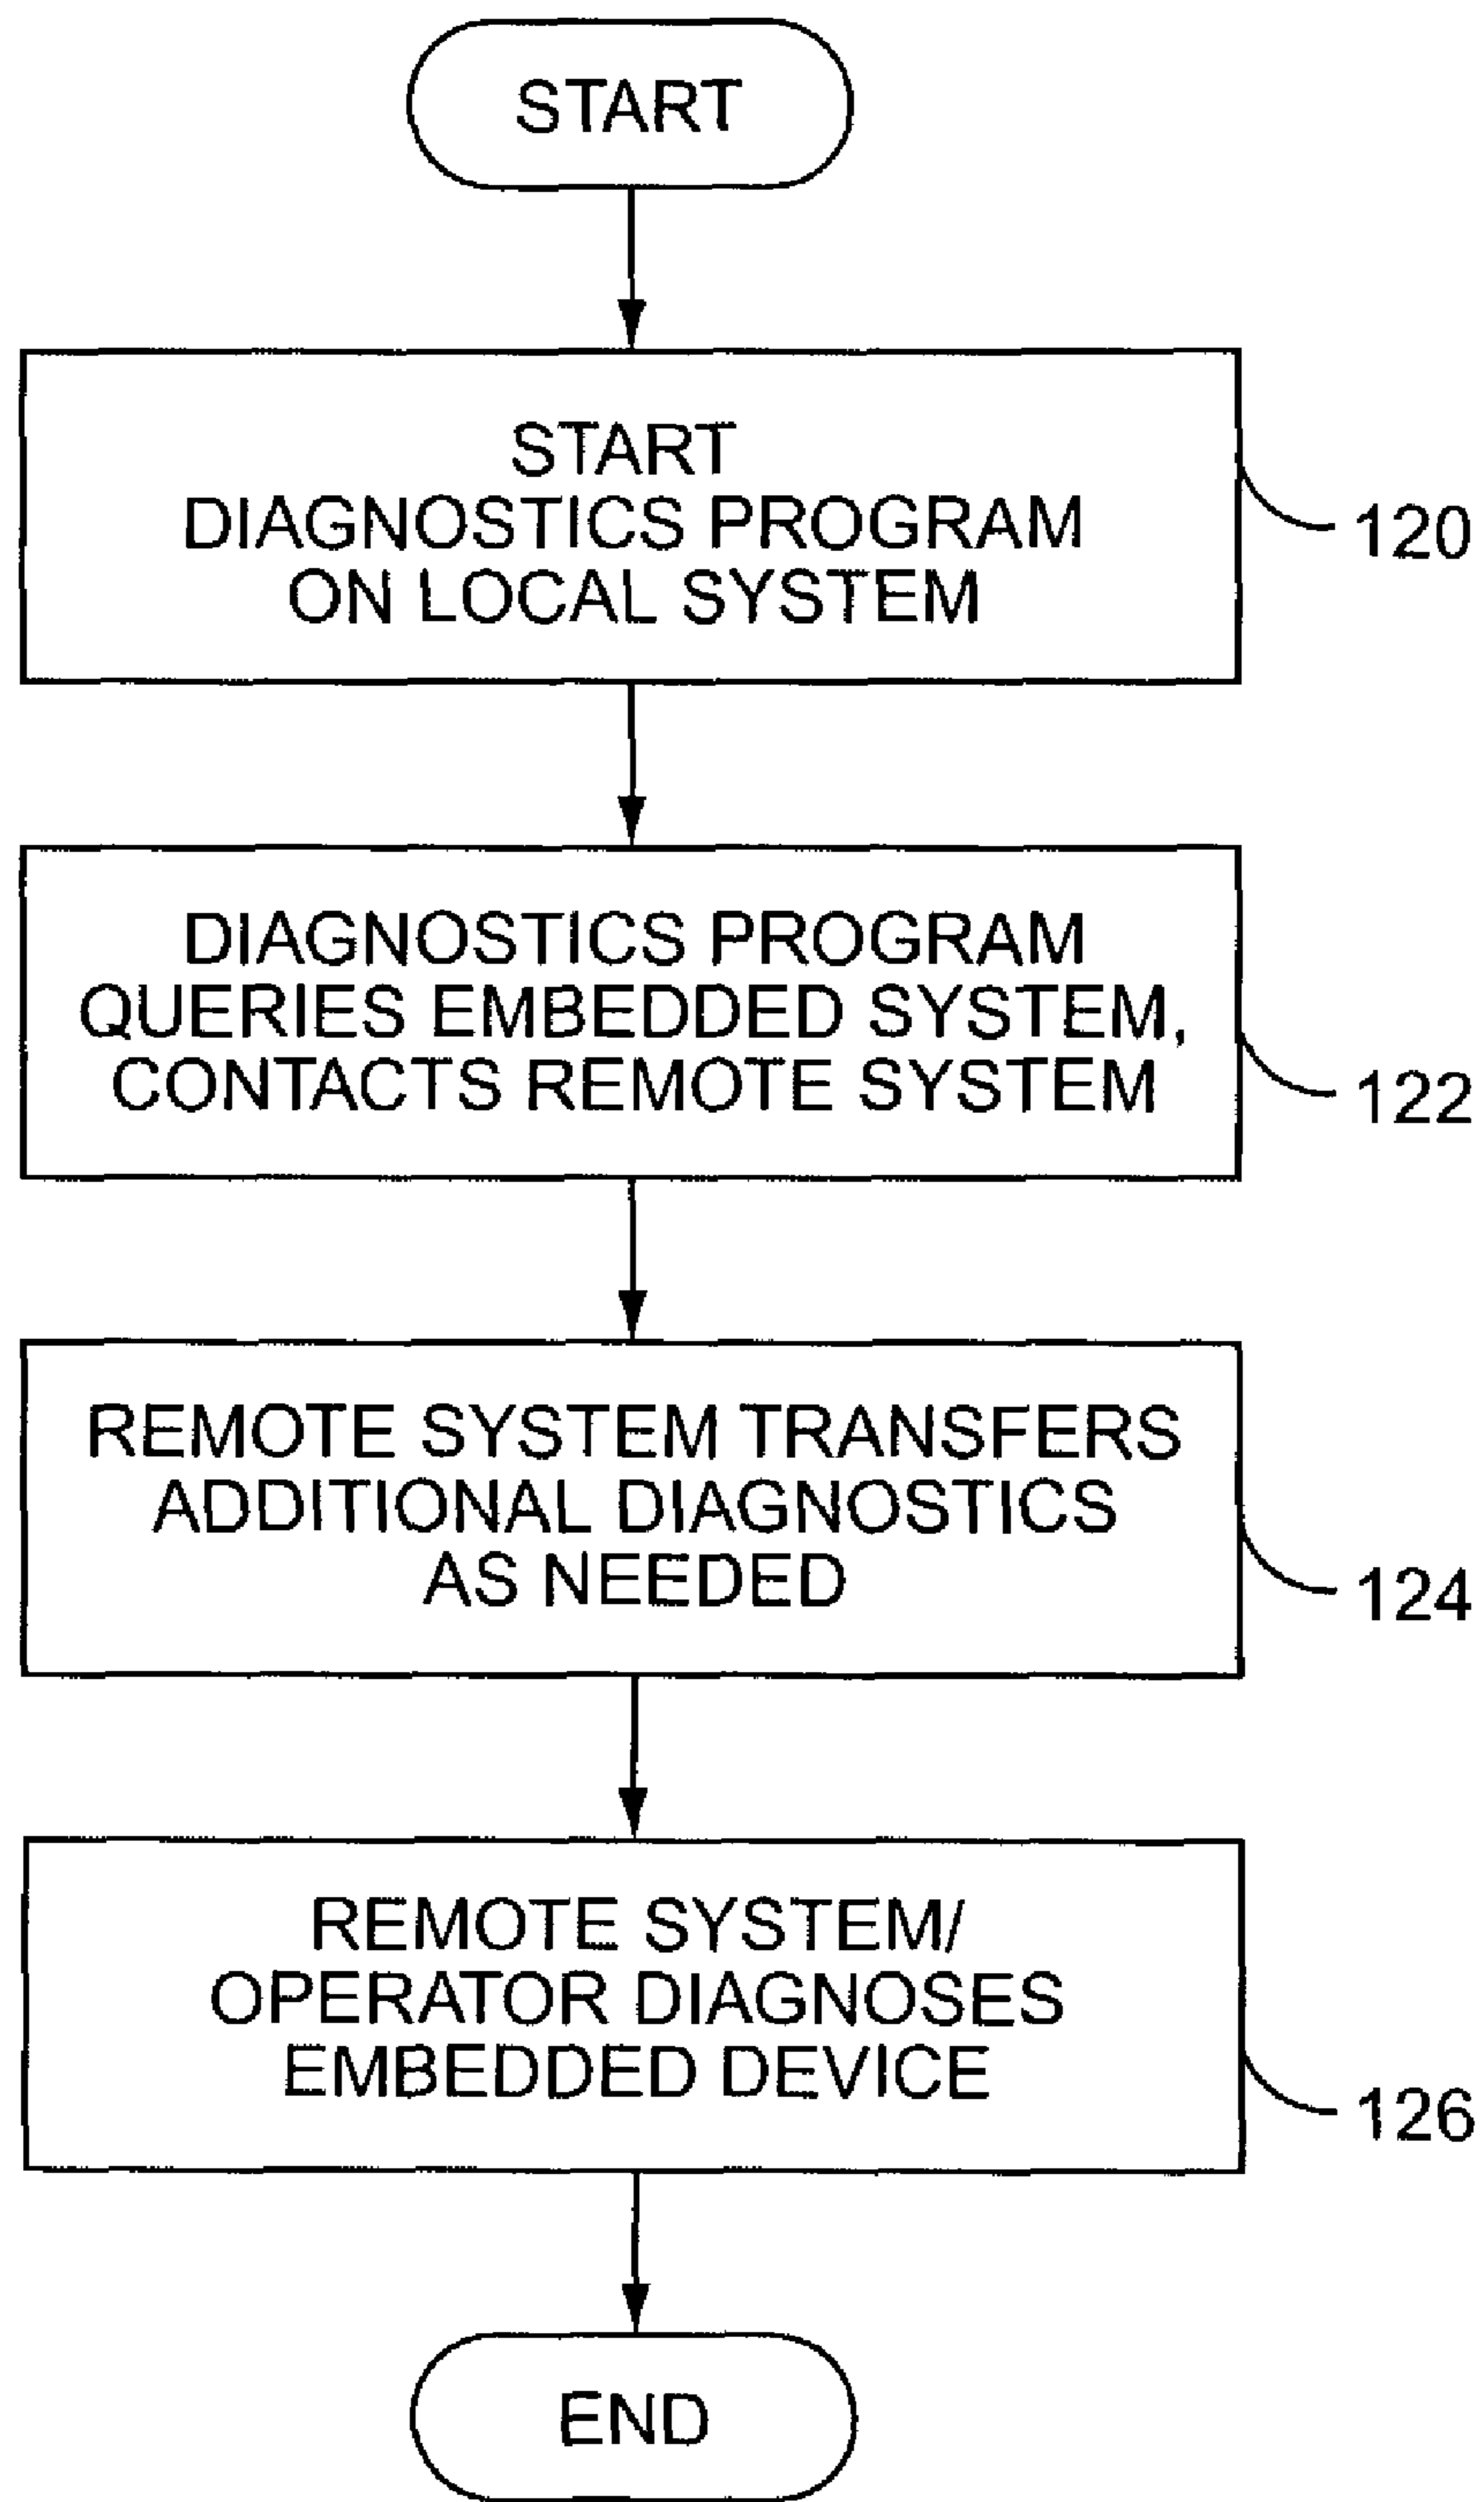 START
START
DIAGNOSTICS PROGRAM
ON LOCAL SYSTEM
120
DIAGNOSTICS PROGRAM
QUERIES EMBEDDED SYSTEM,
CONTACTS REMOTE SYSTEM
122
REMOTE SYSTEM TRANSFERS
ADDITIONAL DIAGNOSTICS
AS NEEDED
124
REMOTE SYSTEM/
OPERATOR DIAGNOSES
EMBEDDED DEVICE
126
END